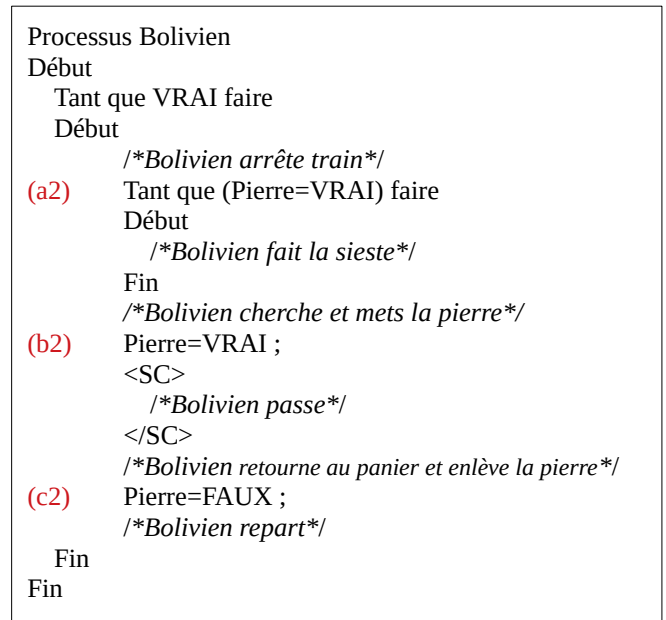 Processus Bolivien
Début
Tant que VRAI faire
Début
/*Bolivien arrête train*/
(a2) Tant que (Pierre=VRAI) faire
Début
/*Bolivien fait la sieste*/
Fin
/*Bolivien cherche et mets la pierre*/
(b2) Pierre=VRAI ;
<SC>
/*Bolivien passe*/
</SC>
/*Bolivien retourne au panier et enlève la pierre*/
(c2) Pierre=FAUX ;
/*Bolivien repart*/
Fin
Fin